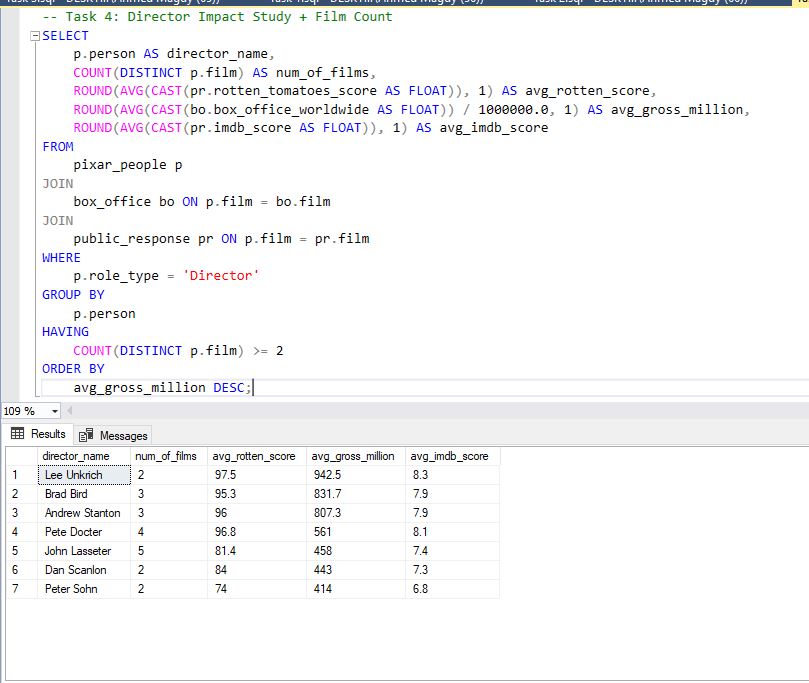 -- Task 4: Director Impact Study + Film Count
SELECT
p.person AS director_name,
COUNT(DISTINCT p.film) AS num_of_films,
ROUND(AVG(CAST(pr.rotten_tomatoes_score AS FLOAT)), 1) AS avg_rotten_score,
ROUND(AVG(CAST(bo.box_office_worldwide AS FLOAT)) / 1000000.0, 1) AS avg_gross_million,
ROUND(AVG(CAST(pr.imdb_score AS FLOAT)), 1) AS avg_imdb_score
FROM
pixar_people p
JOIN
box_office bo ON p.film = bo.film
JOIN
public_response pr ON p.film = pr.film
WHERE
p.role_type = 'Director'
GROUP BY
p.person
HAVING
COUNT(DISTINCT p.film) >= 2
ORDER BY
avg_gross_million DESC;
109 %
Results Messages
director_name num_of_films avg_rotten_score avg_gross_million avg_imdb_score
1 Lee Unkrich 2 97.5 942.5 8.3
2 Brad Bird 3 95.3 831.7 7.9
3 Andrew Stanton 3 96 807.3 7.9
4 Pete Docter 4 96.8 561 8.1
5 John Lasseter 5 81.4 458 7.4
6 Dan Scanlon 2 84 443 7.3
7 Peter Sohn 2 74 414 6.8